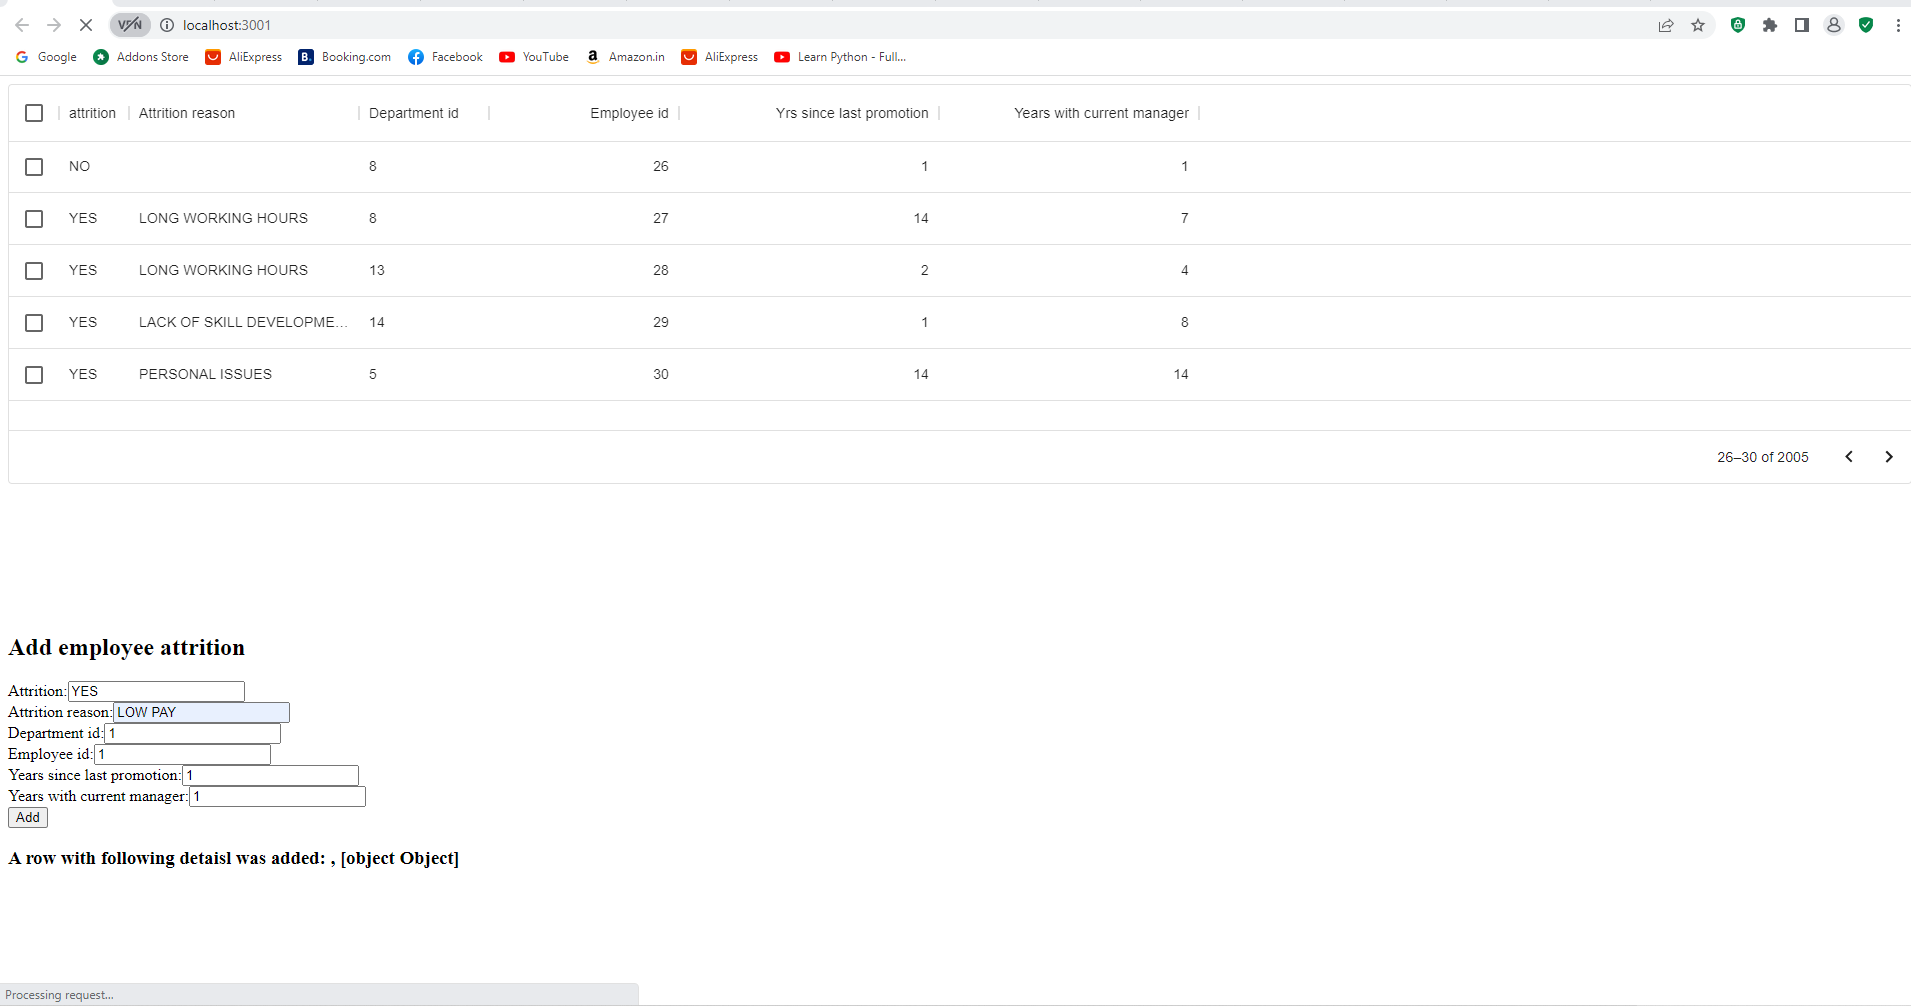 VPN localhost:3001
Google Addons Store AliExpress B. Booking.com Facebook YouTube a Amazon.in AliExpress Learn Python - Full...
attrition Attrition reason Department id Employee id Yrs since last promotion Years with current manager
NO 8 26 1 1
YES LONG WORKING HOURS 8 27 14 7
YES LONG WORKING HOURS 13 28 2 4
YES LACK OF SKILL DEVELOPME... 14 29 1 8
YES PERSONAL ISSUES 5 30 14 14
26–30 of 2005
Add employee attrition
Attrition: YES
Attrition reason: LOW PAY
Department id: 1
Employee id: 1
Years since last promotion: 1
Years with current manager: 1
Add
A row with following detaisl was added: , [object Object]
Processing request...